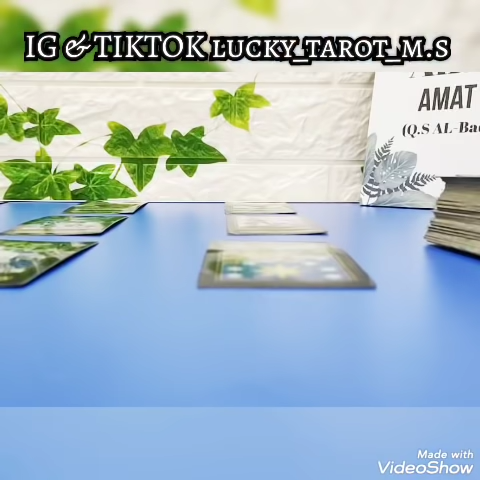 IG & TIKTOK LUCKY_TAROT_M.S
AMAT
(Q.S AL-Ba
Made with
VideoShow